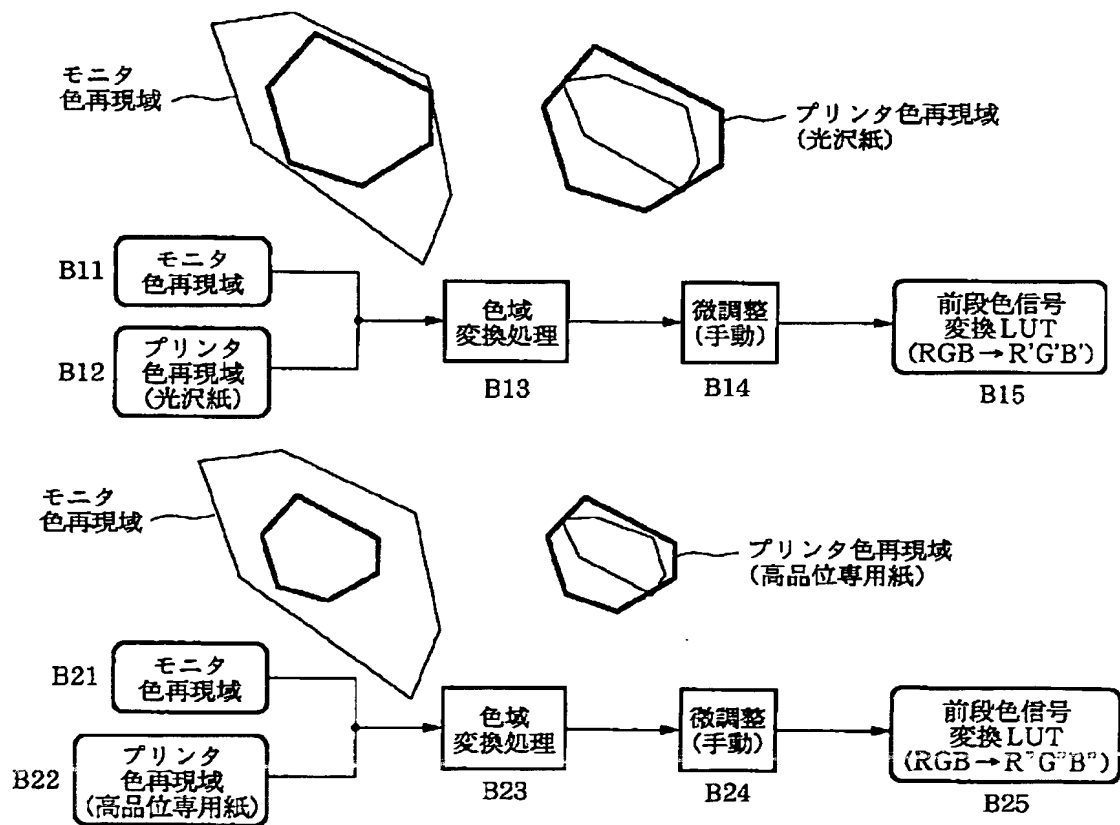 モニタ
色再現域
プリンタ色再現域
(光沢紙)
B11
モニタ
色再現域
B12
プリンタ
色再現域
(光沢紙)
色域
変換処理
B13
微調整
(手動)
B14
前段色信号
変換LUT
(RGB→R'G'B')
B15
モニタ
色再現域
プリンタ色再現域
(高品位専用紙)
B21
モニタ
色再現域
B22
プリンタ
色再現域
(高品位専用紙)
色域
変換処理
B23
微調整
(手動)
B24
前段色信号
変換LUT
(RGB→R"G"B")
B25